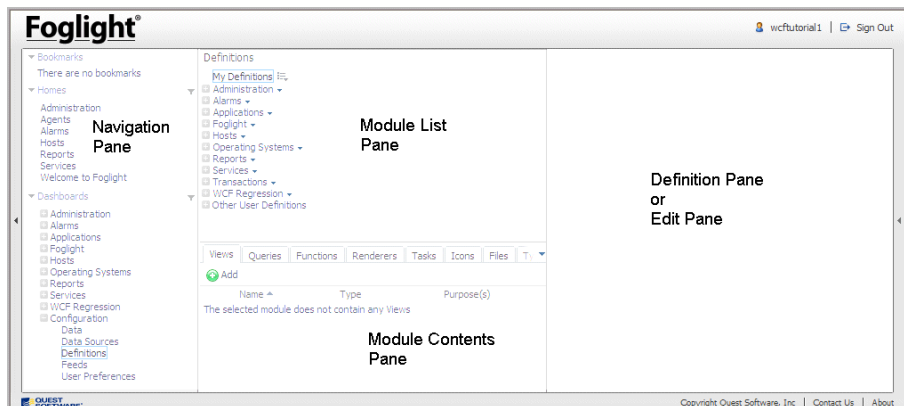 Foglight®
wcftutorial1 | Sign Out
Bookmarks
There are no bookmarks
Homes
Administration
Agents
Alarms
Hosts
Reports
Services
Welcome to Foglight
Navigation
Pane
Dashboards
Administration
Alarms
Applications
Foglight
Hosts
Operating Systems
Reports
Services
WCF Regression
Configuration
Data
Data Sources
Definitions
Feeds
User Preferences
Definitions
My Definitions
Administration
Alarms
Applications
Foglight
Hosts
Operating Systems
Reports
Services
Transactions
WCF Regression
Other User Definitions
Module List
Pane
Views Queries Functions Renderers Tasks Icons Files
Add
Name Type Purpose(s)
The selected module does not contain any Views
Module Contents
Pane
Definition Pane
or
Edit Pane
QUEST
SOFTWARE
Copyright Quest Software, Inc | Contact Us | About